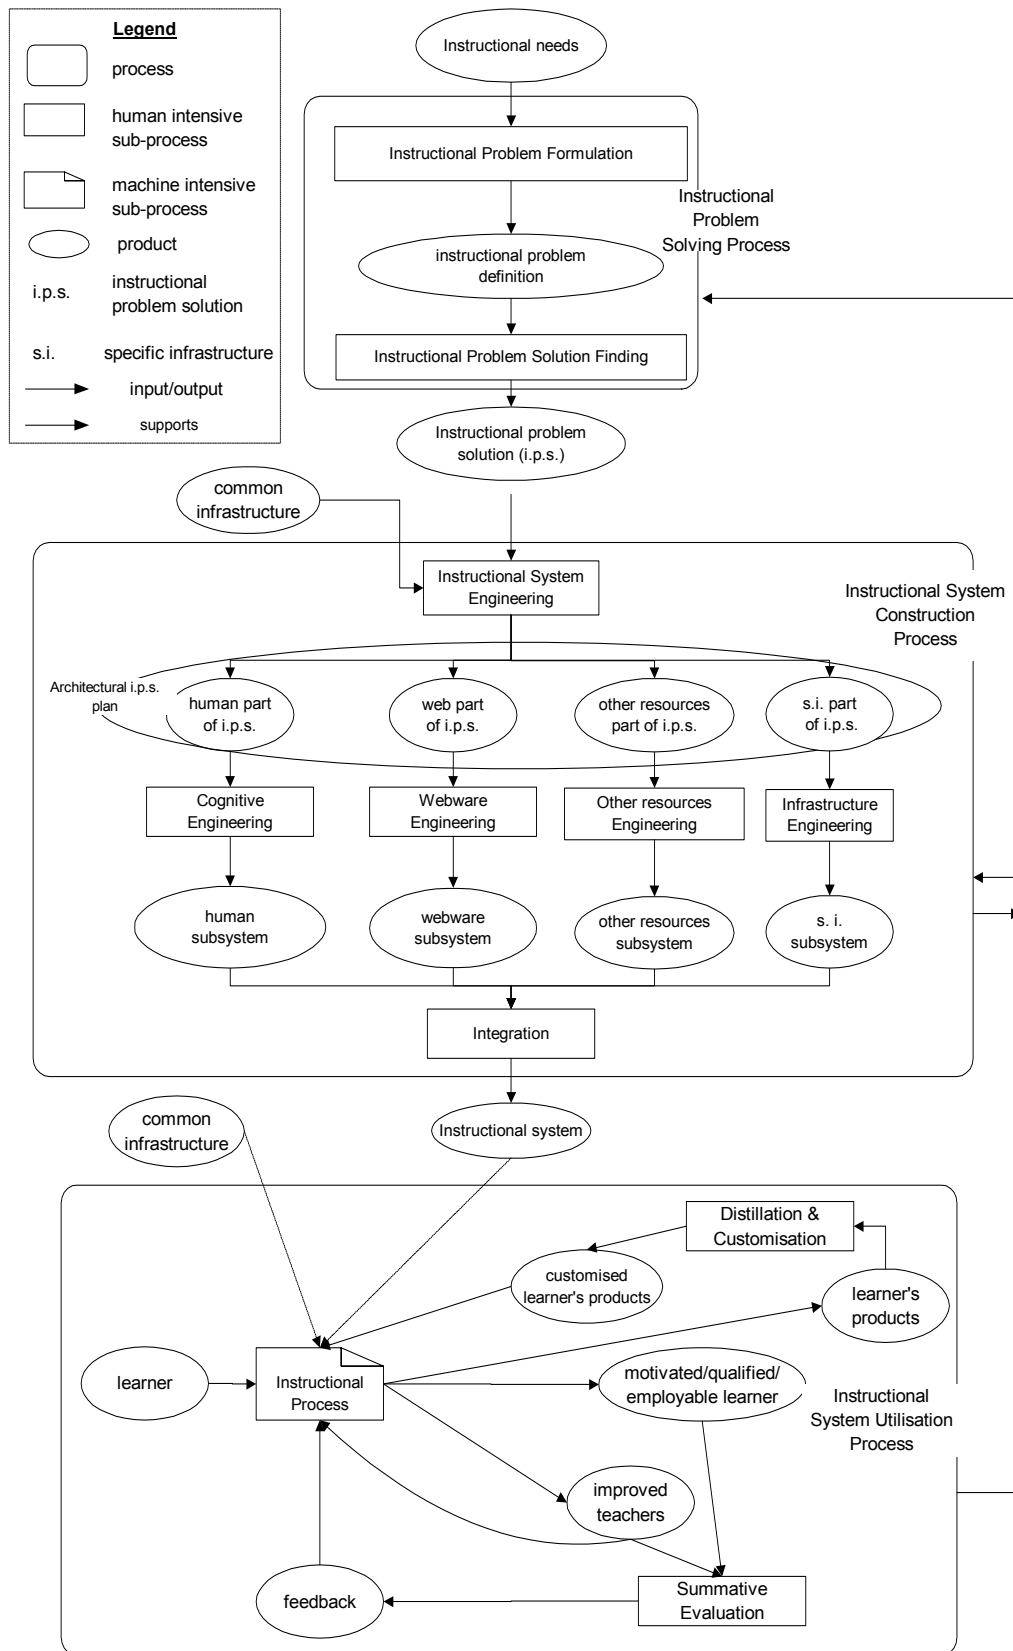 Legend
process
human intensive
sub-process
machine intensive
sub-process
product
i.p.s. instructional
problem solution
s.i. specific infrastructure
input/output
supports
Instructional needs
Instructional Problem Formulation
Instructional
Problem
Solving Process
instructional problem
definition
Instructional Problem Solution Finding
Instructional problem
solution (i.p.s.)
common
infrastructure
Instructional System
Engineering
Instructional System
Construction
Process
Architectural i.p.s.
plan
human part
of i.p.s.
web part
of i.p.s.
other resources
part of i.p.s.
s.i. part
of i.p.s.
Cognitive
Engineering
Webware
Engineering
Other resources
Engineering
Infrastructure
Engineering
human
subsystem
webware
subsystem
other resources
subsystem
s. i.
subsystem
Integration
common
infrastructure
Instructional system
Distillation &
Customisation
customised
learner's products
learner's
products
learner
Instructional
Process
motivated/qualified/
employable learner
Instructional
System Utilisation
Process
improved
teachers
feedback
Summative
Evaluation